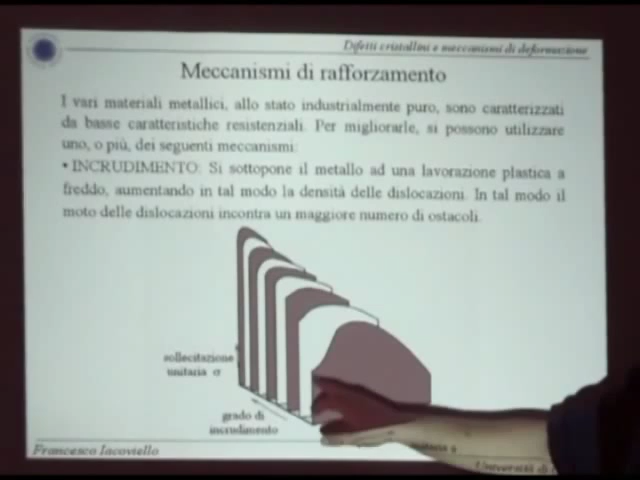 Difetti cristallini e meccanismi di deformazione
Meccanismi di rafforzamento
I vari materiali metallici, allo stato industrialmente puro, sono caratterizzati
da basse caratteristiche resistenziali. Per migliorarle, si possono utilizzare
uno, o più, dei seguenti meccanismi:
• INCRUDIMENTO: Si sottopone il metallo ad una lavorazione plastica a
freddo, aumentando in tal modo la densità delle dislocazioni. In tal modo il
moto delle dislocazioni incontra un maggiore numero di ostacoli.
sollecitazione
unitaria σ
grado di
incrudimento
Francesco Iacoviello
Università di